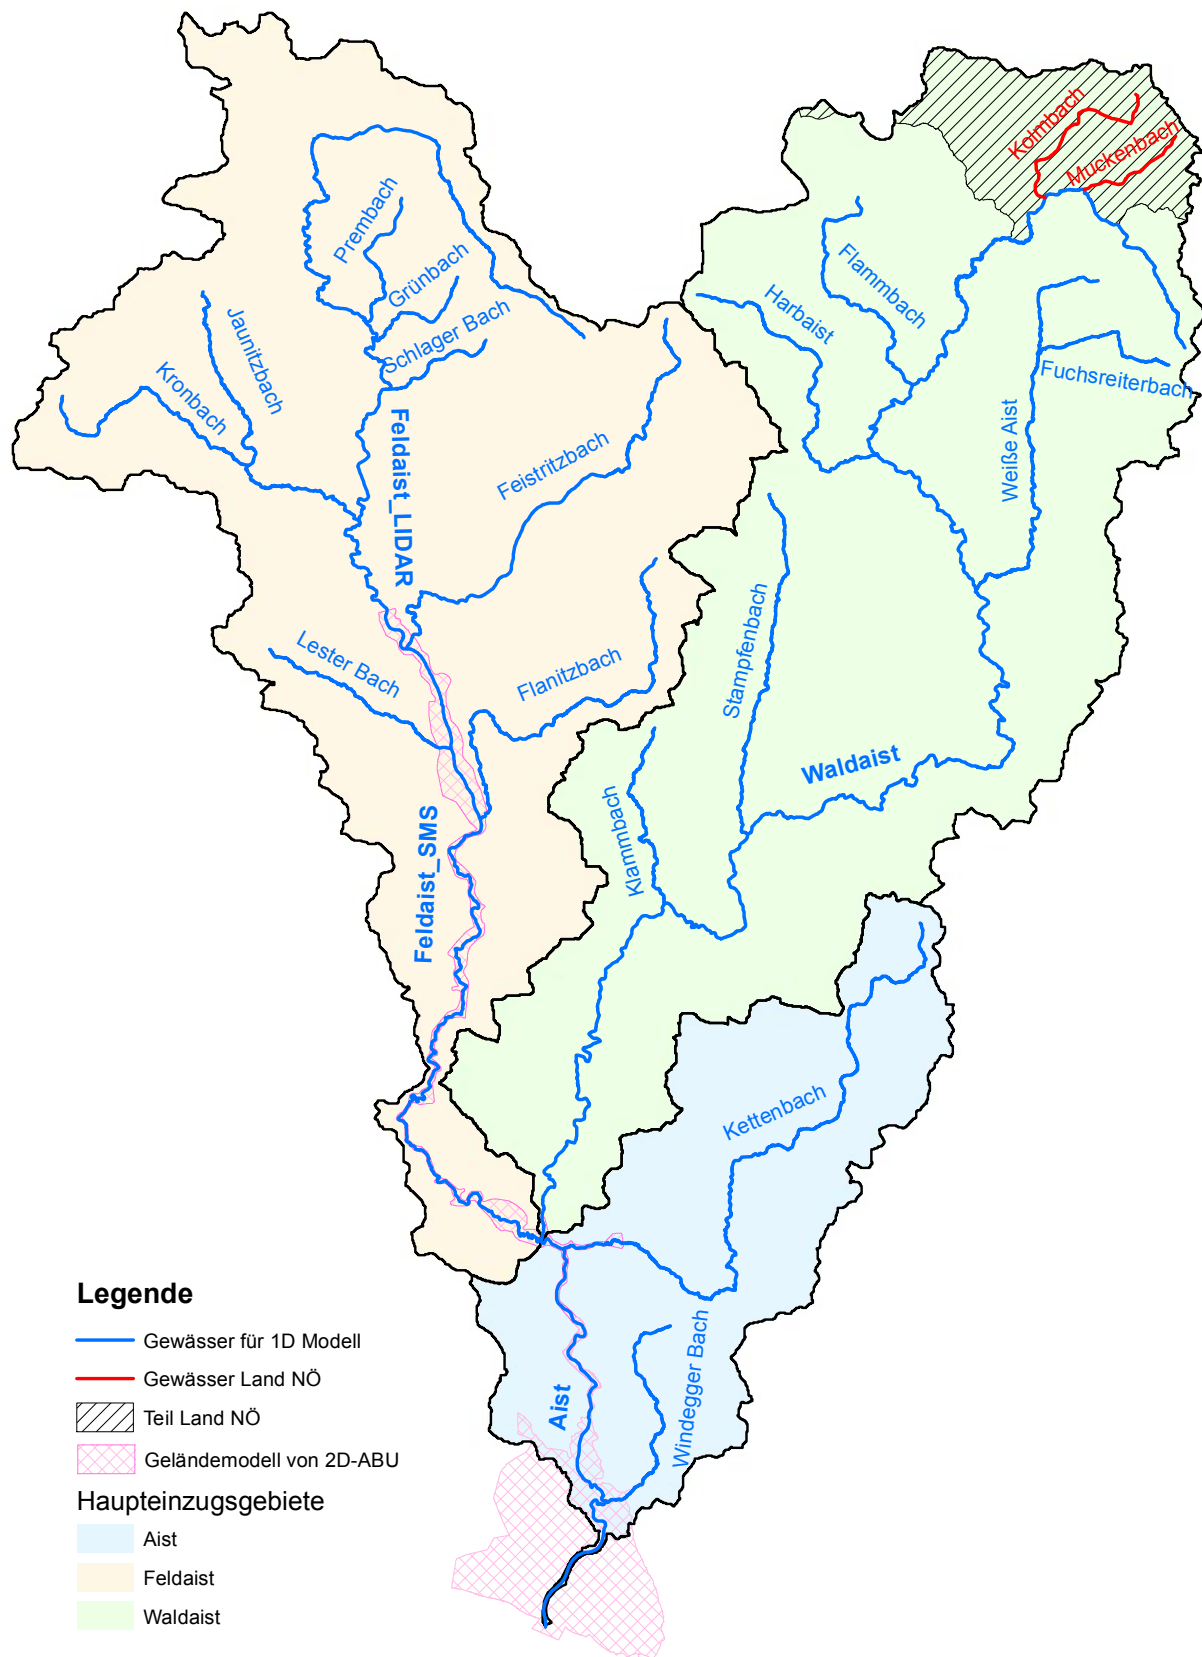 Kolmbach
Muckenbach
Prembach
Grünbach
Schlager Bach
Jaunitzbach
Kronbach
Flammbach
Harbaist
Fuchsreiterbach
Weiße Aist
Feldaist_LIDAR
Feistritzbach
Stampfenbach
Lester Bach
Flanitzbach
Waldaist
Klammbach
Feldaist_SMS
Kettenbach
Windegger Bach
Aist
Legende
Gewässer für 1D Modell
Gewässer Land NÖ
Teil Land NÖ
Geländemodell von 2D-ABU
Haupteinzugsgebiete
Aist
Feldaist
Waldaist